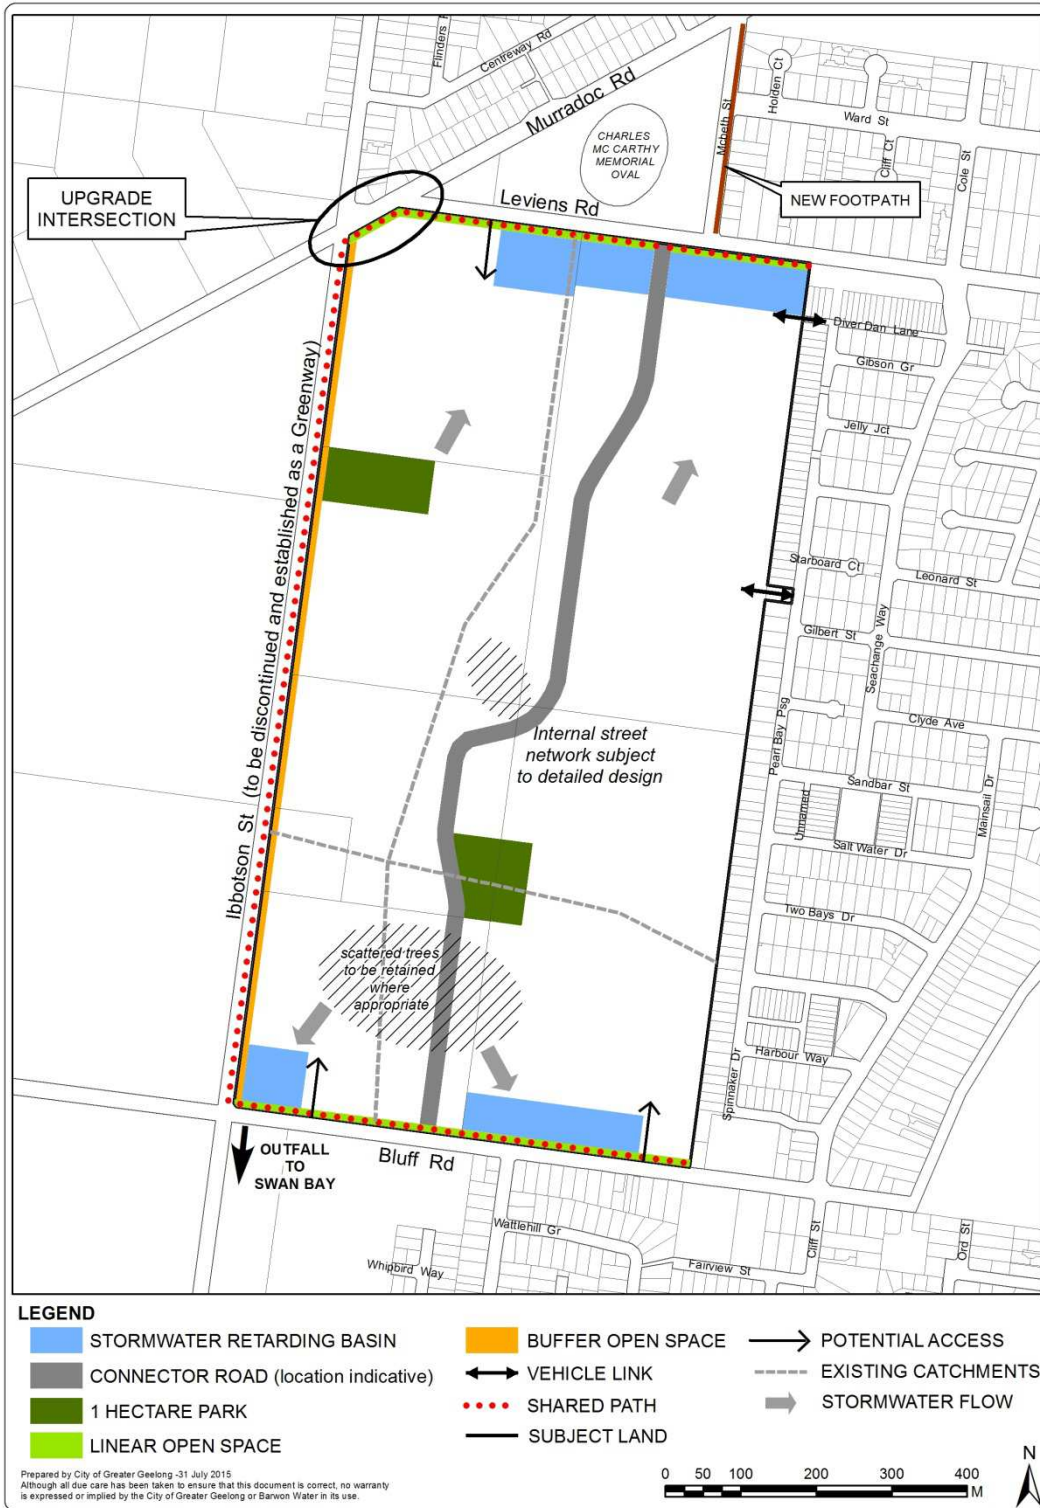 Flinders
Centreway Rd
Murradoc Rd
Mcbeth St
Holden Ct
Ward St
Cliff Ct
Cole St
CHARLES
MC CARTHY
MEMORIAL
OVAL
UPGRADE
INTERSECTION
NEW FOOTPATH
Leviens Rd
Diver Dan Lane
Gibson Gr
Jelly Jct
Ibbotson St (to be discontinued and established as a Greenway)
Starboard Ct
Leonard St
Gilbert St
Seachange Way
Pearl Bay Psg
Clyde Ave
Internal street
network subject
to detailed design
Sandbar St
Unnamed
Mainsail Dr
Salt Water Dr
Two Bays Dr
scattered trees
to be retained
where
appropriate
Harbour Way
Spinnaker Dr
OUTFALL
TO
SWAN BAY
Bluff Rd
Wattlehill Gr
Cliff St
Ord St
Fairview St
Whipbird Way
LEGEND
STORMWATER RETARDING BASIN
CONNECTOR ROAD (location indicative)
1 HECTARE PARK
LINEAR OPEN SPACE
BUFFER OPEN SPACE
VEHICLE LINK
SHARED PATH
SUBJECT LAND
POTENTIAL ACCESS
EXISTING CATCHMENTS
STORMWATER FLOW
Prepared by City of Greater Geelong -31 July 2015
Although all due care has been taken to ensure that this document is correct, no warranty
is expressed or implied by the City of Greater Geelong or Barwon Water in its use.
0 50 100 200 300 400
M
N